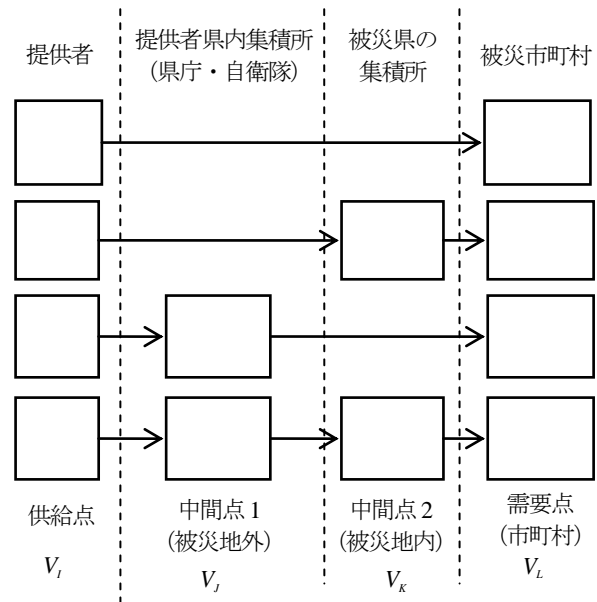 提供者
提供者県内集積所
（県庁・自衛隊）
被災県の
集積所
被災市町村
供給点
V_I
中間点 1
(被災地外)
V_J
中間点 2
(被災地内)
V_K
需要点
(市町村)
V_L